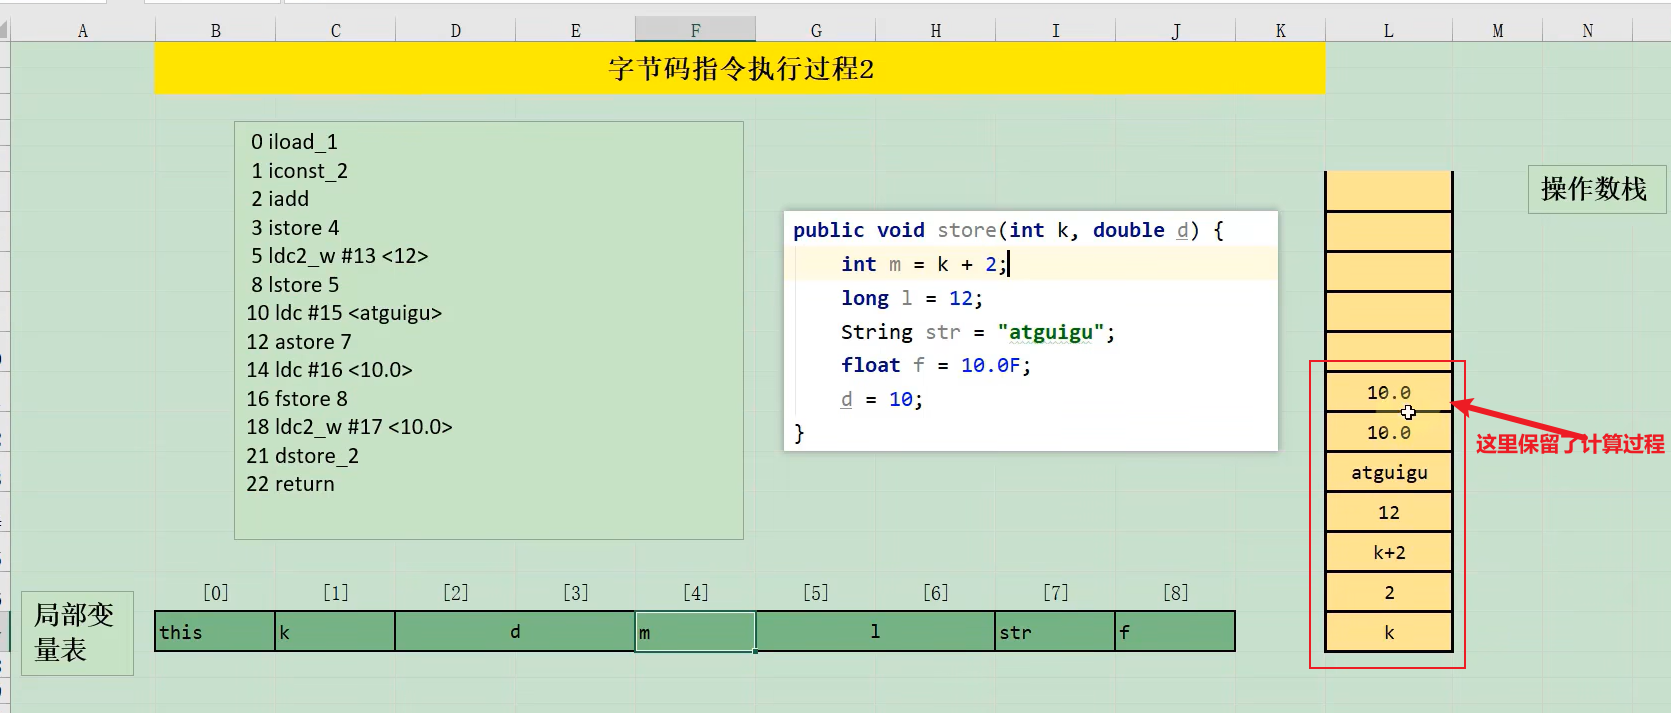 A B C D E F G H I J K L M N
字节码指令执行过程2
0 iload_1
1 iconst_2
2 iadd
3 istore 4
5 ldc2_w #13 <12>
8 lstore 5
10 ldc #15 <atguigu>
12 astore 7
14 ldc #16 <10.0>
16 fstore 8
18 ldc2_w #17 <10.0>
21 dstore_2
22 return
public void store(int k, double d) {
int m = k + 2;
long l = 12;
String str = "atguigu";
float f = 10.0F;
d = 10;
}
操作数栈
10.0
10.0
atguigu
12
k+2
2
k
这里保留了计算过程
[0] [1] [2] [3] [4] [5] [6] [7] [8]
局部变
量表
this k d m l str f